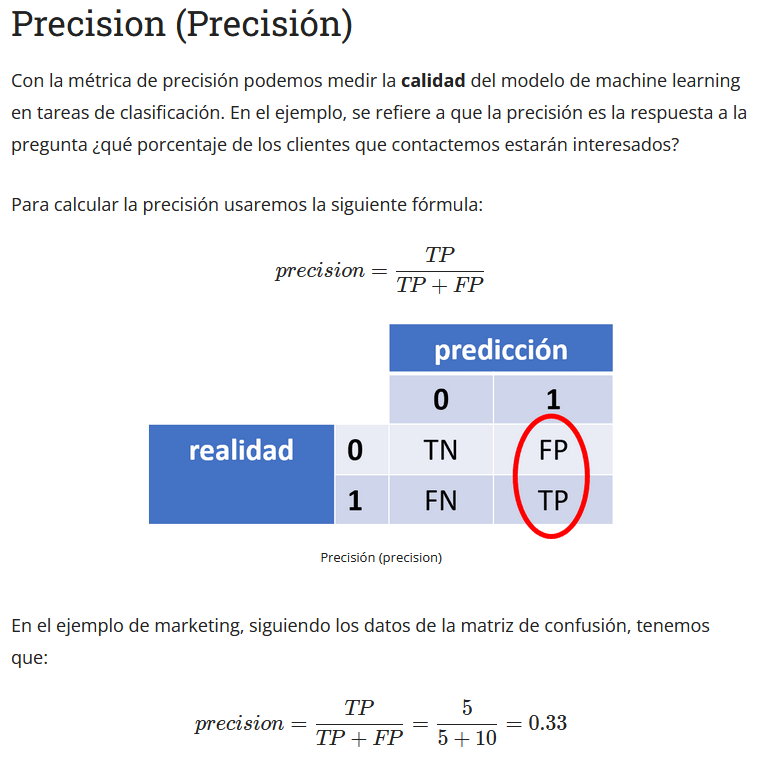 Precision (Precisión)
Con la métrica de precisión podemos medir la calidad del modelo de machine learning
en tareas de clasificación. En el ejemplo, se refiere a que la precisión es la respuesta a la
pregunta ¿qué porcentaje de los clientes que contactemos estarán interesados?
Para calcular la precisión usaremos la siguiente fórmula:
precision = TP / TP + FP
predicción
0 1
realidad 0 TN FP
1 FN TP
Precisión (precision)
En el ejemplo de marketing, siguiendo los datos de la matriz de confusión, tenemos
que:
precision = TP / TP + FP = 5 / 5 + 10 = 0.33